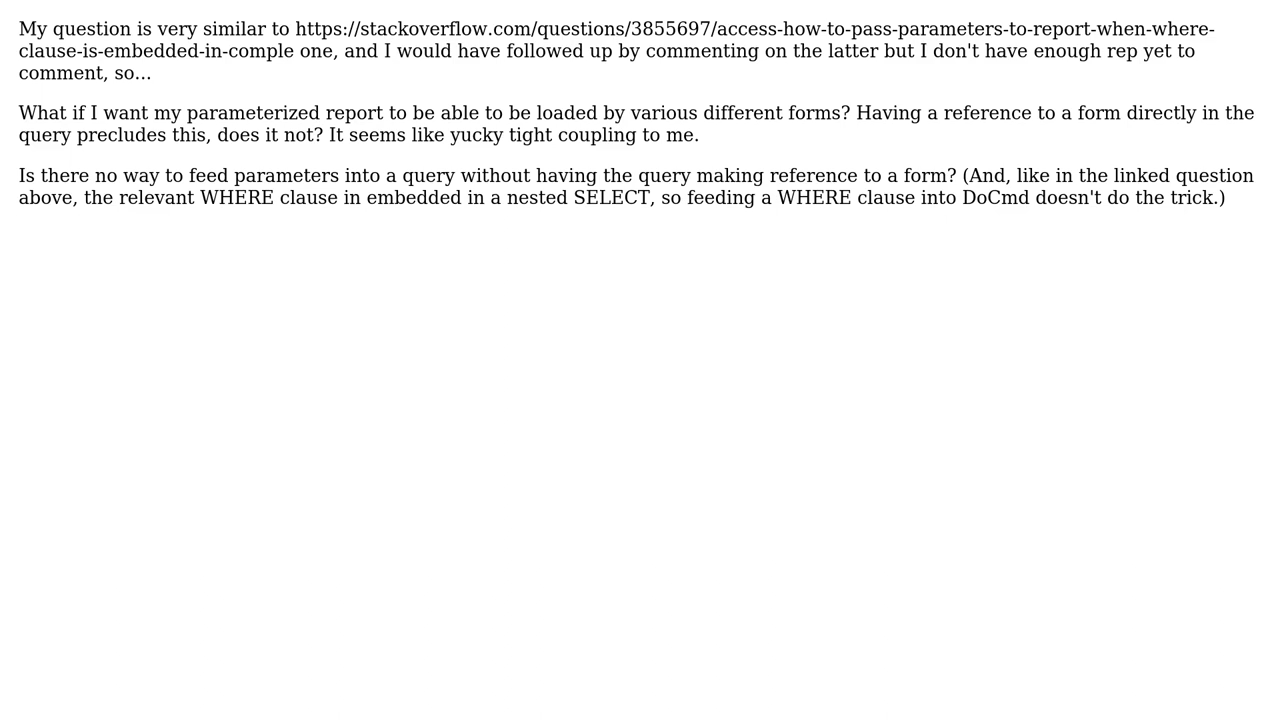 My question is very similar to https://stackoverflow.com/questions/3855697/access-how-to-pass-parameters-to-report-when-where-
clause-is-embedded-in-comple one, and I would have followed up by commenting on the latter but I don't have enough rep yet to
comment, so...
What if I want my parameterized report to be able to be loaded by various different forms? Having a reference to a form directly in the
query precludes this, does it not? It seems like yucky tight coupling to me.
Is there no way to feed parameters into a query without having the query making reference to a form? (And, like in the linked question
above, the relevant WHERE clause in embedded in a nested SELECT, so feeding a WHERE clause into DoCmd doesn't do the trick.)